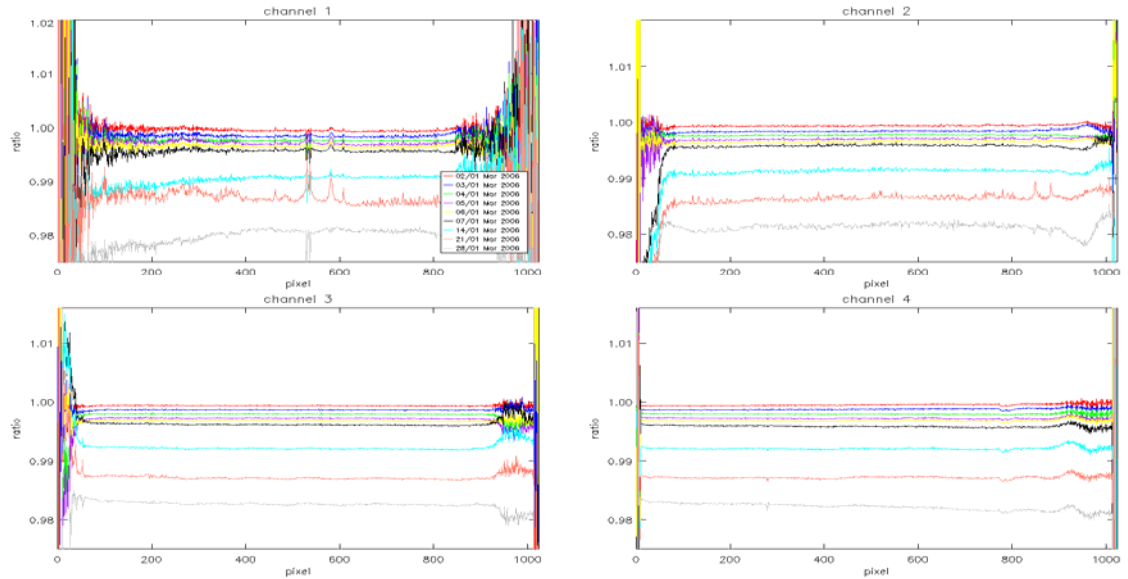 channel 1
1.02
1.01
1.00
0.99
0.98
ratio
02/01 Mar 2006
03/01 Mar 2006
04/01 Mar 2006
05/01 Mar 2006
06/01 Mar 2006
07/01 Mar 2006
14/01 Mar 2006
21/01 Mar 2006
28/01 Mar 2006
0 200 400 600 800 1000
pixel
channel 2
1.01
1.00
0.99
0.98
ratio
0 200 400 600 800 1000
pixel
channel 3
1.01
1.00
0.99
0.98
ratio
0 200 400 600 800 1000
pixel
channel 4
1.01
1.00
0.99
0.98
ratio
0 200 400 600 800 1000
pixel